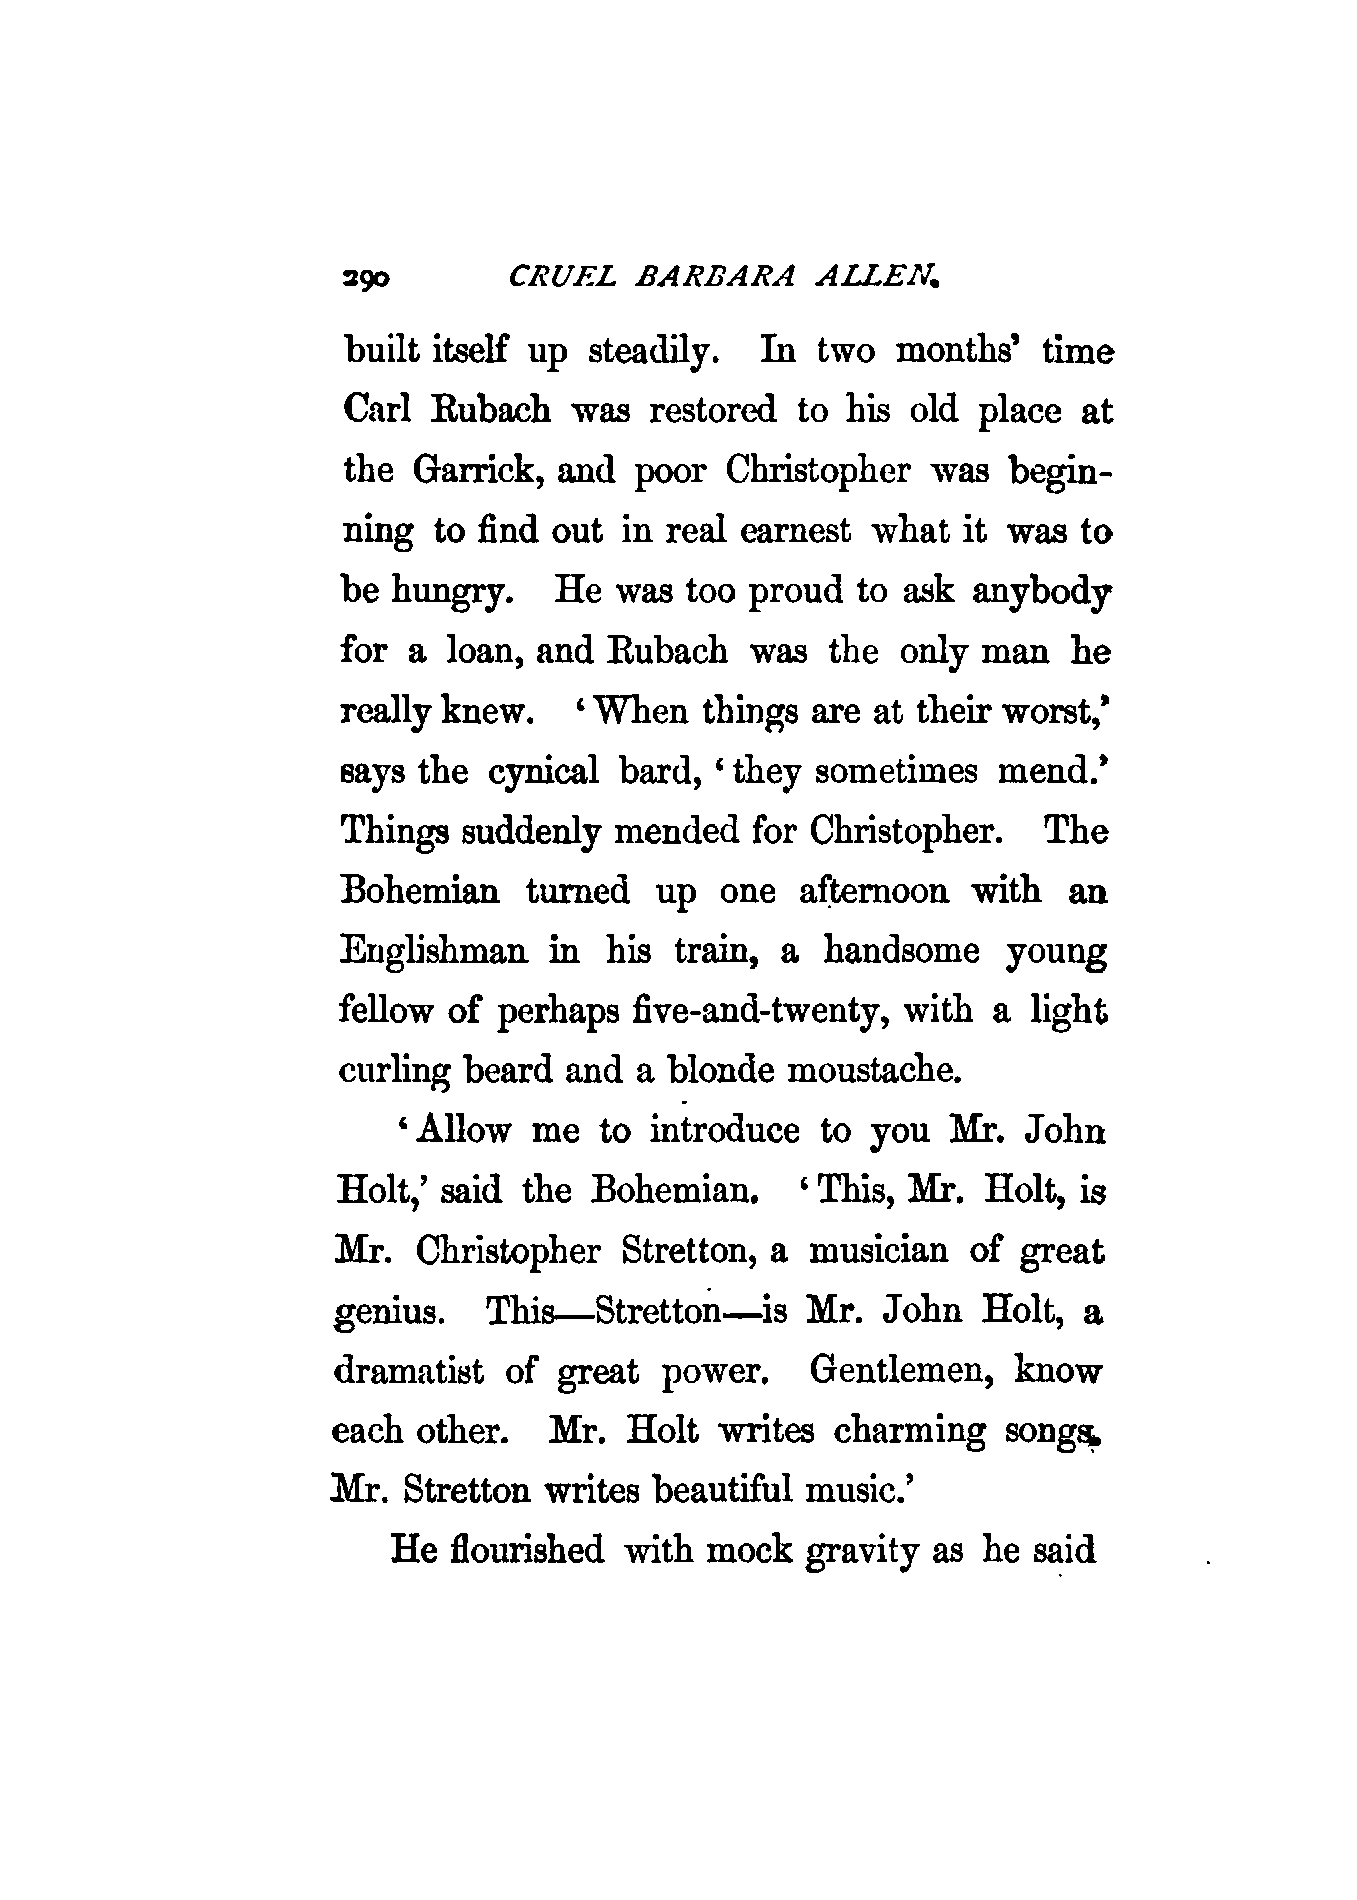 290 CRUEL BARBARA ALLEN.
built itself up steadily. In two months' time
Carl Rubach was restored to his old place at
the Garrick, and poor Christopher was begin-
ning to find out in real earnest what it was to
be hungry. He was too proud to ask anybody
for a loan, and Rubach was the only man he
really knew. ‘When things are at their worst,’
says the cynical bard, ‘they sometimes mend.’
Things suddenly mended for Christopher. The
Bohemian turned up one afternoon with an
Englishman in his train, a handsome young
fellow of perhaps five-and-twenty, with a light
curling beard and a blonde moustache.
‘Allow me to introduce to you Mr. John
Holt,’ said the Bohemian. ‘This, Mr. Holt, is
Mr. Christopher Stretton, a musician of great
genius. This—Stretton—is Mr. John Holt, a
dramatist of great power. Gentlemen, know
each other. Mr. Holt writes charming songs.
Mr. Stretton writes beautiful music.’
He flourished with mock gravity as he said